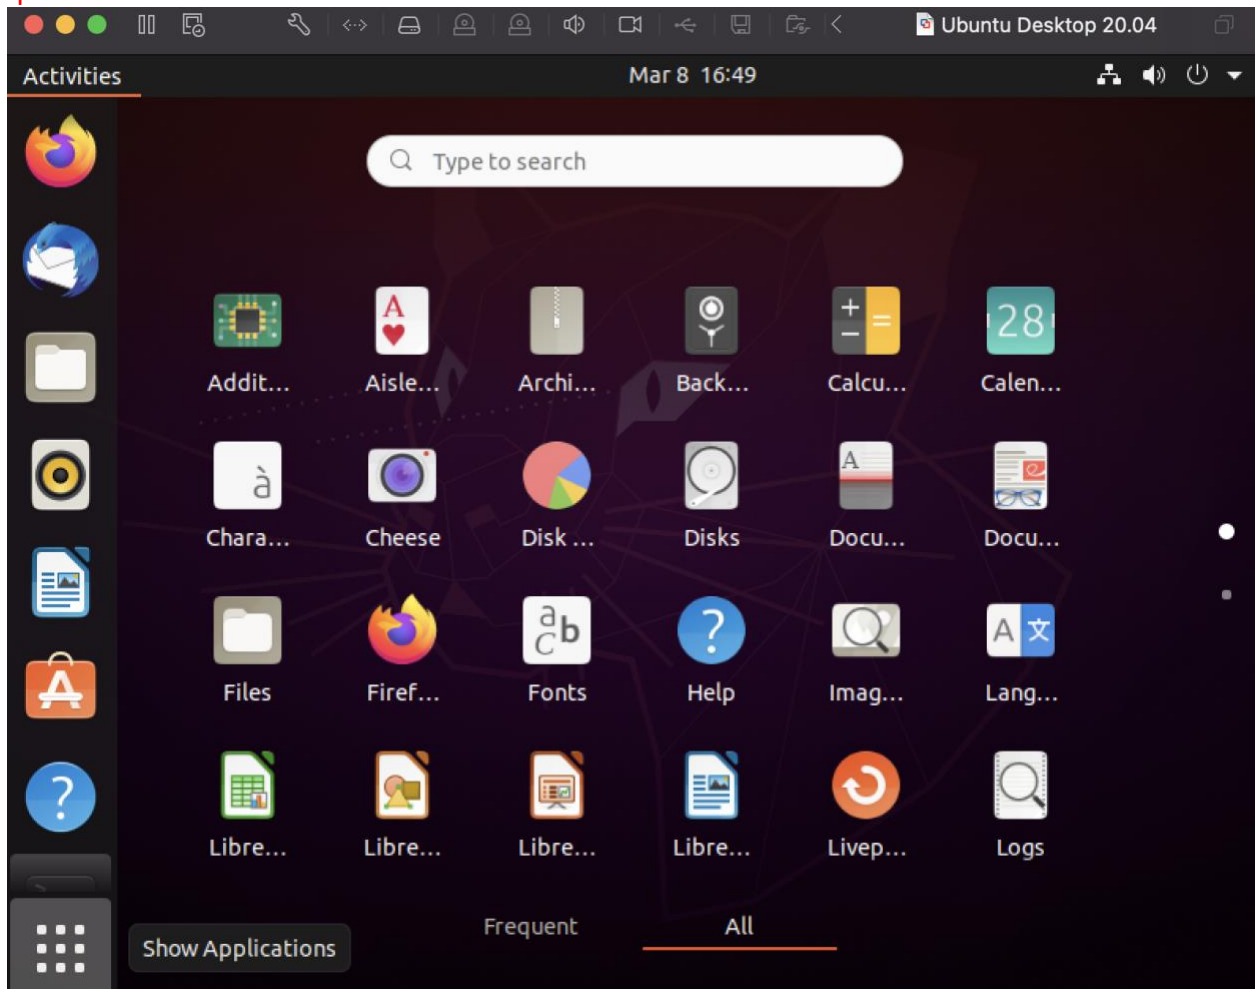 Ubuntu Desktop 20.04
Activities
Mar 8 16:49
Type to search
Addit...
Aisle...
Archi...
Back...
Calcu...
Calen...
Chara...
Cheese
Disk ...
Disks
Docu...
Docu...
Files
Firef...
Fonts
Help
Imag...
Lang...
Libre...
Libre...
Libre...
Libre...
Livep...
Logs
Frequent
All
Show Applications